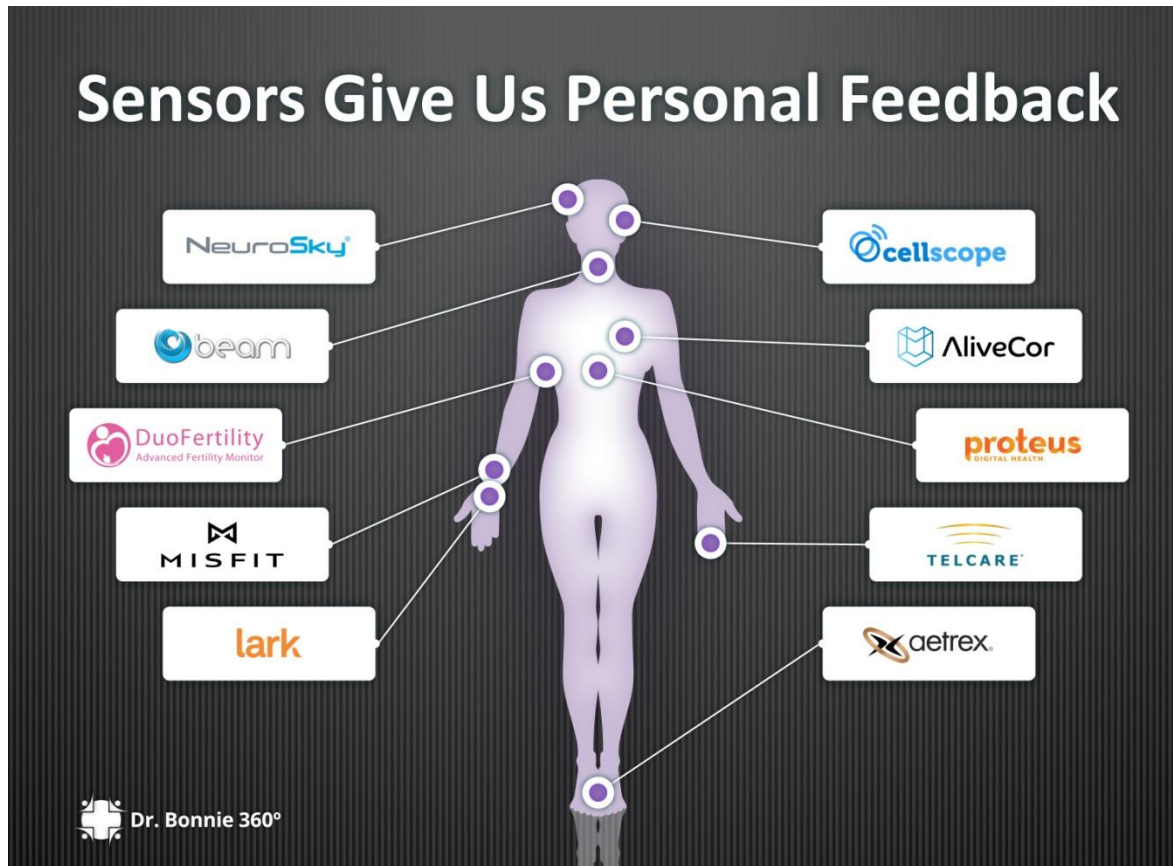 Sensors Give Us Personal Feedback
NeuroSky®
cellscope
beam
AliveCor
DuoFertility
Advanced Fertility Monitor
proteus
DIGITAL HEALTH
MISFIT
TELCARE®
lark
aetrex®
Dr. Bonnie 360º